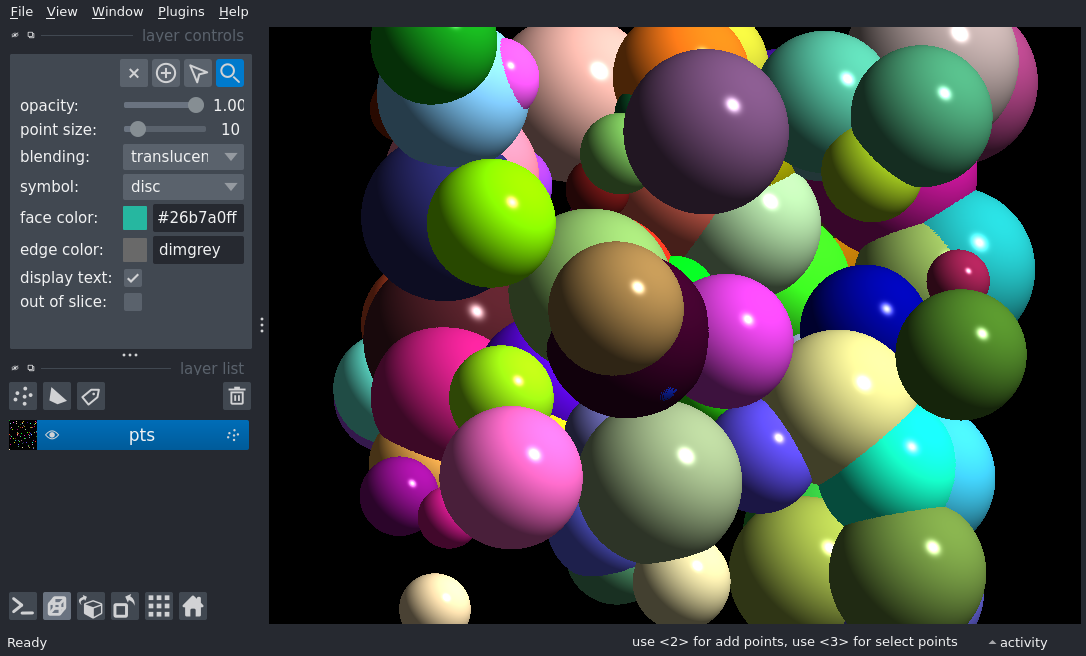 File View Window Plugins Help
layer controls
opacity: 1.00
point size: 10
blending: translucen
symbol: disc
face color: #26b7a0ff
edge color: dimgrey
display text:
out of slice:
layer list
pts
Ready use <2> for add points, use <3> for select points activity